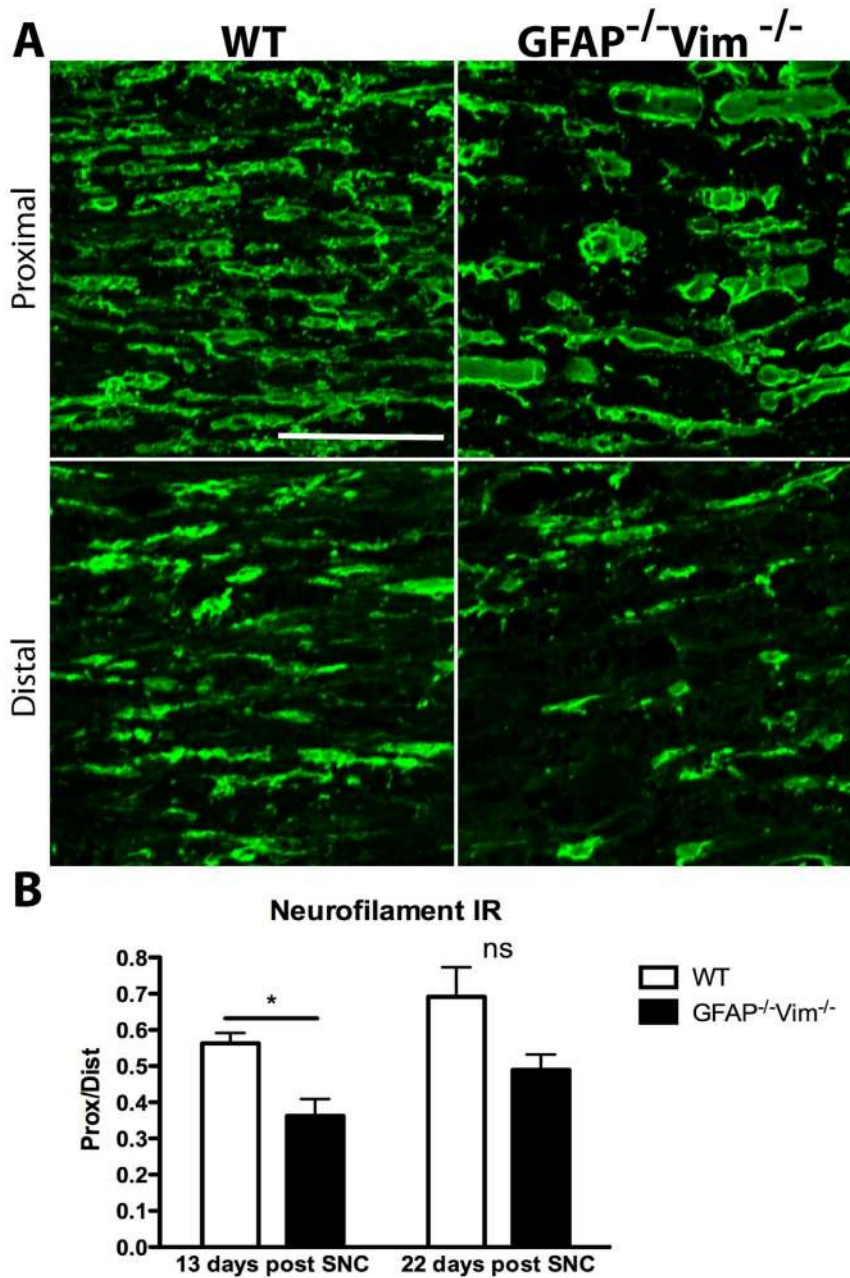 A
WT
GFAP-/-Vim -/-
Proximal
Distal
B
Neurofilament IR
Prox/Dist
0.8
0.7
0.6
0.5
0.4
0.3
0.2
0.1
0.0
*
ns
13 days post SNC
22 days post SNC
WT
GFAP-/-Vim-/-